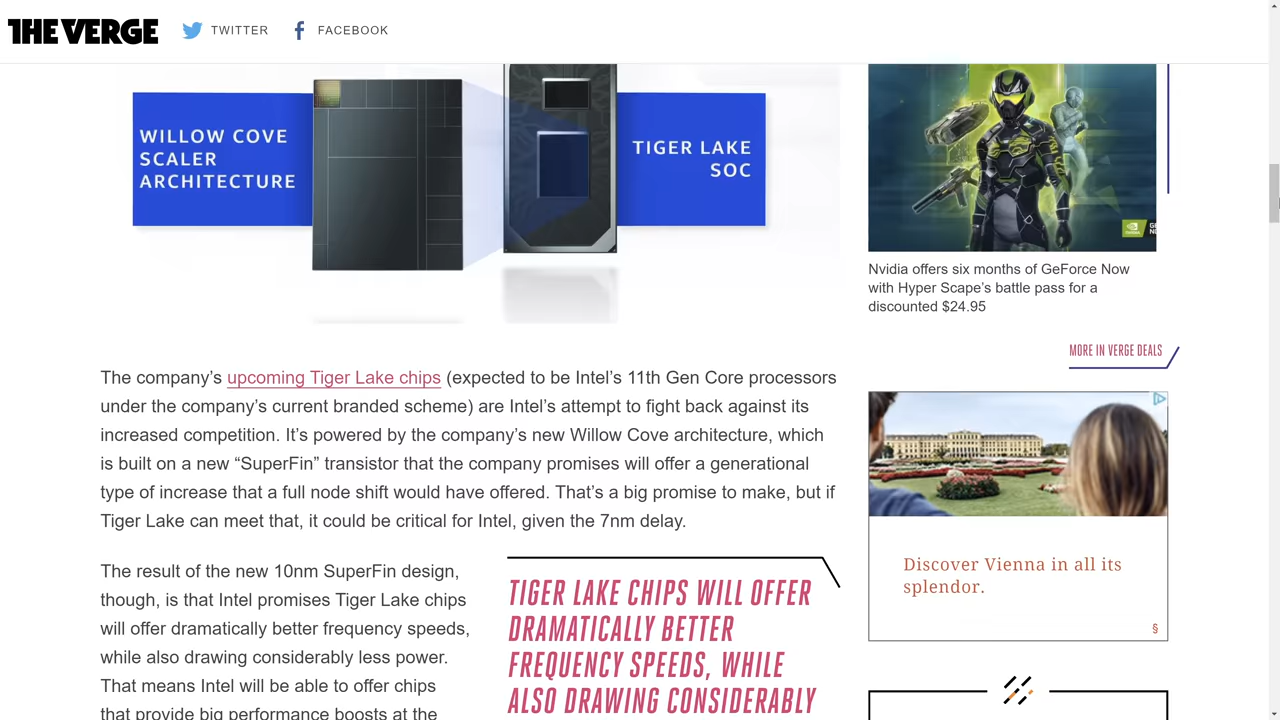 THE VERGE
TWITTER
FACEBOOK
WILLOW COVE
SCALER
ARCHITECTURE
TIGER LAKE
SOC
Nvidia offers six months of GeForce Now
with Hyper Scape’s battle pass for a
discounted $24.95
MORE IN VERGE DEALS
The company’s upcoming Tiger Lake chips (expected to be Intel’s 11th Gen Core processors
under the company’s current branded scheme) are Intel’s attempt to fight back against its
increased competition. It’s powered by the company’s new Willow Cove architecture, which
is built on a new “SuperFin” transistor that the company promises will offer a generational
type of increase that a full node shift would have offered. That’s a big promise to make, but if
Tiger Lake can meet that, it could be critical for Intel, given the 7nm delay.
The result of the new 10nm SuperFin design,
though, is that Intel promises Tiger Lake chips
will offer dramatically better frequency speeds,
while also drawing considerably less power.
That means Intel will be able to offer chips
that provide big performance boosts at the
TIGER LAKE CHIPS WILL OFFER
DRAMATICALLY BETTER
FREQUENCY SPEEDS, WHILE
ALSO DRAWING CONSIDERABLY
Discover Vienna in all its
splendor.
§